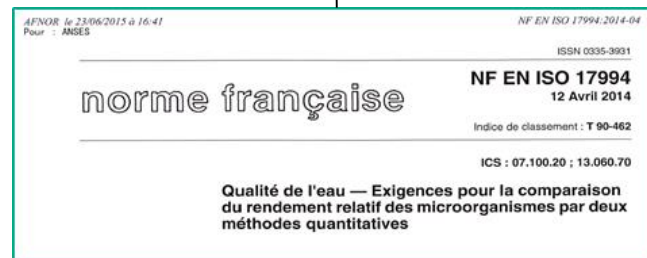 AFNOR le 23/06/2015 à 16:41
NF EN ISO 17994:2014-04
Pour : ANSES
ISSN 0335-3931
norme française
NF EN ISO 17994
12 Avril 2014
Indice de classement : T 90-462
ICS : 07.100.20 ; 13.060.70
Qualité de l'eau — Exigences pour la comparaison
du rendement relatif des microorganismes par deux
méthodes quantitatives